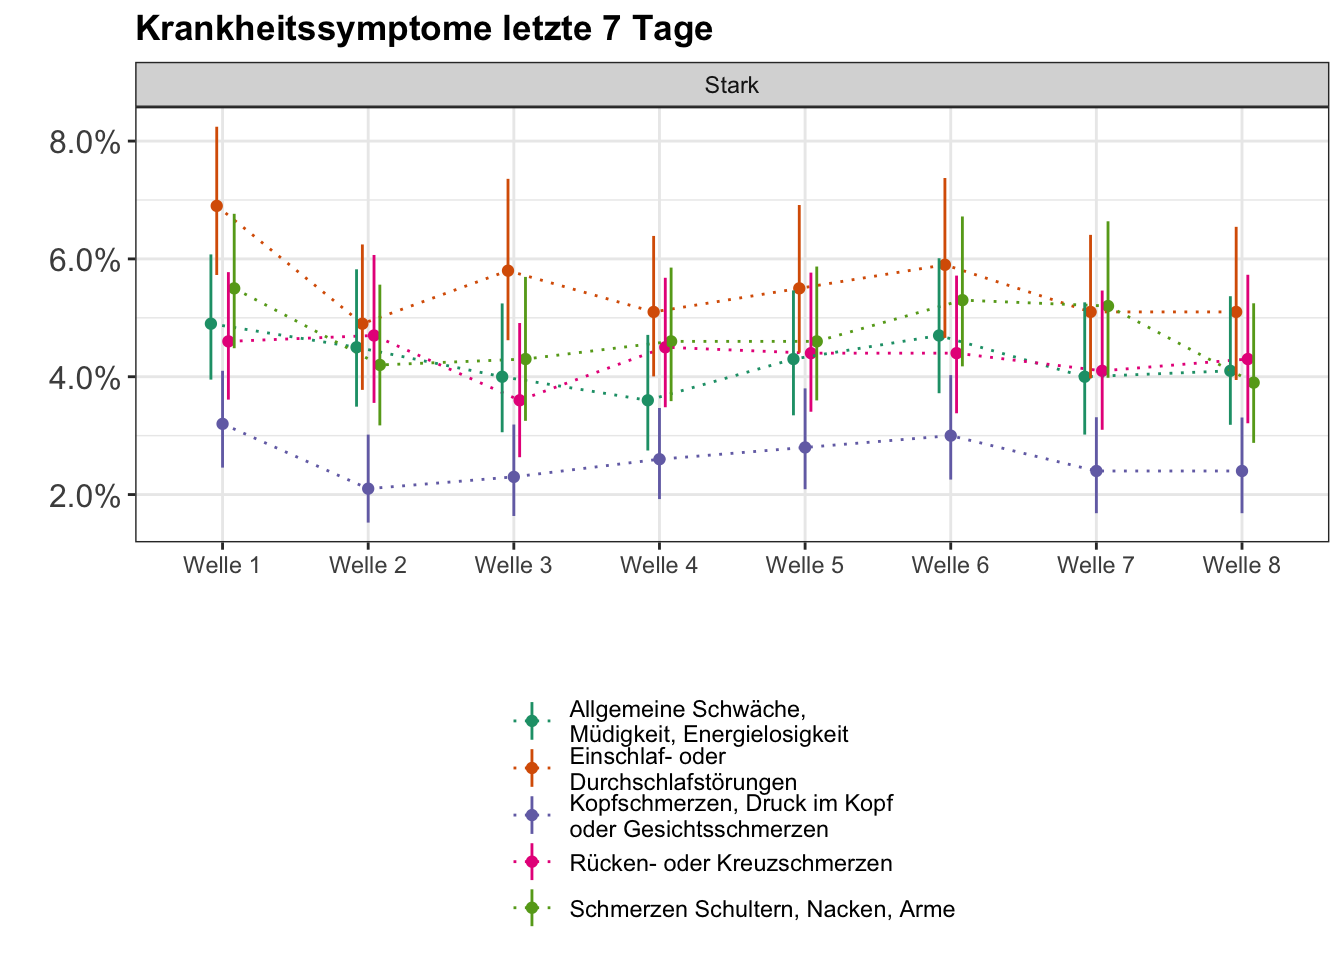 Krankheitssymptome letzte 7 Tage
Stark
8.0%
6.0%
4.0%
2.0%
Welle 1 Welle 2 Welle 3 Welle 4 Welle 5 Welle 6 Welle 7 Welle 8
Allgemeine Schwäche,
Müdigkeit, Energielosigkeit
Einschlaf- oder
Durchschlafstörungen
Kopfschmerzen, Druck im Kopf
oder Gesichtsschmerzen
Rücken- oder Kreuzschmerzen
Schmerzen Schultern, Nacken, Arme